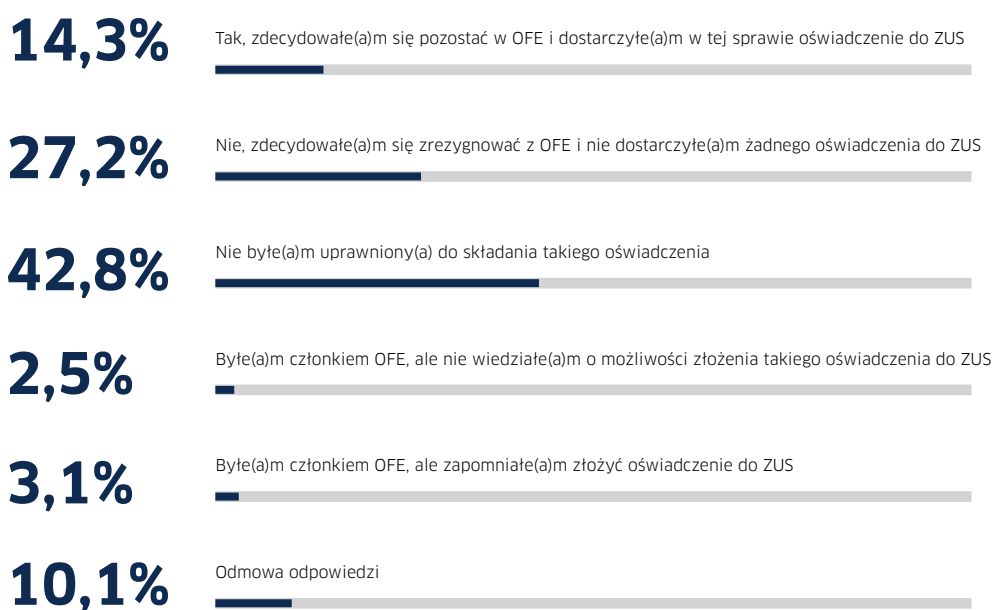 14,3%
Tak, zdecydowałe(a)m się pozostać w OFE i dostarczyłe(a)m w tej sprawie oświadczenie do ZUS
27,2%
Nie, zdecydowałe(a)m się zrezygnować z OFE i nie dostarczyłe(a)m żadnego oświadczenia do ZUS
42,8%
Nie byłe(a)m uprawniony(a) do składania takiego oświadczenia
2,5%
Byłe(a)m członkiem OFE, ale nie wiedziałe(a)m o możliwości złożenia takiego oświadczenia do ZUS
3,1%
Byłe(a)m członkiem OFE, ale zapomniałe(a)m złożyć oświadczenie do ZUS
10,1%
Odmowa odpowiedzi